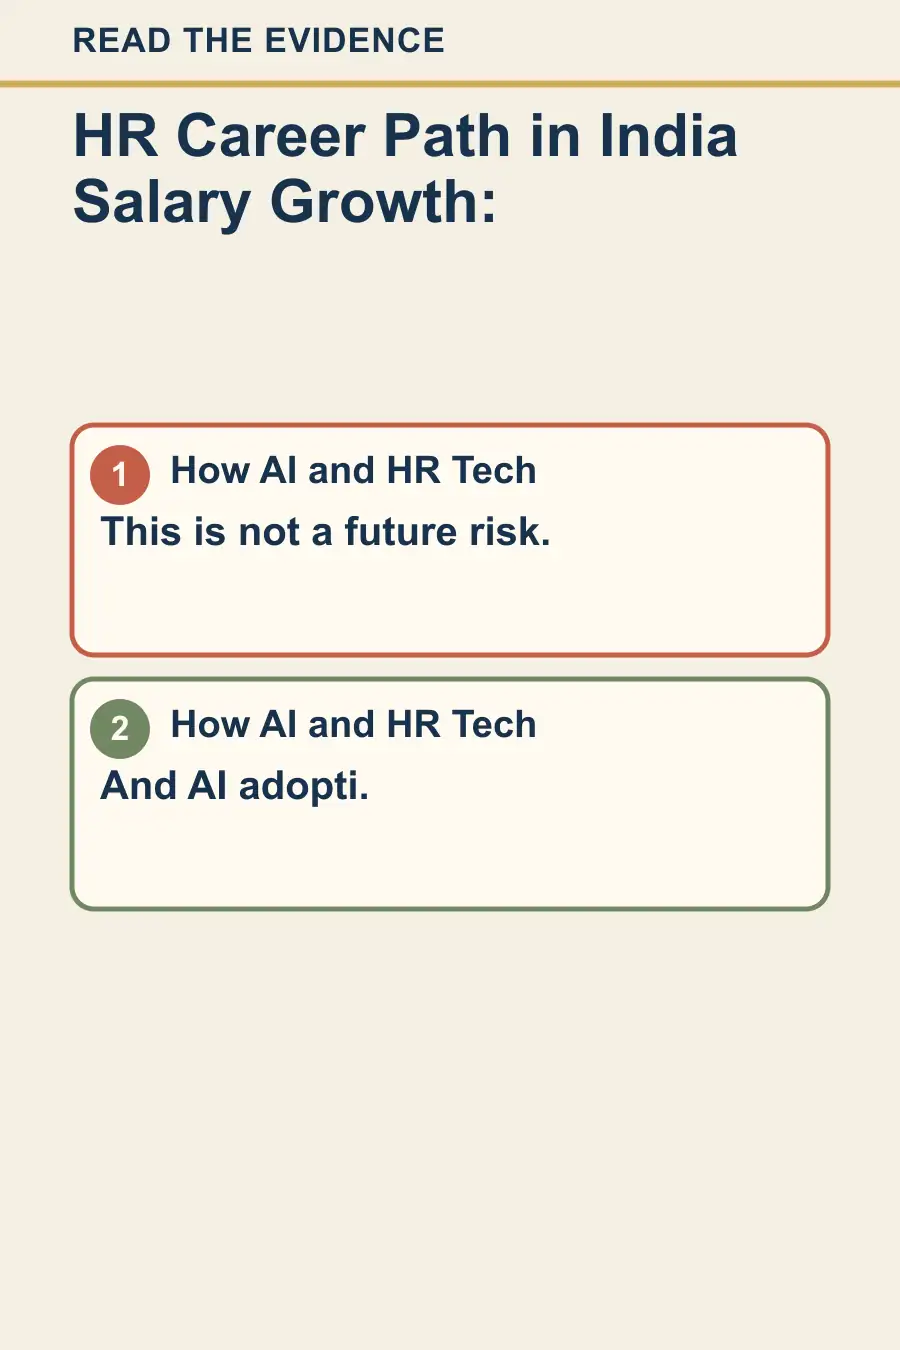 READ THE EVIDENCE
HR Career Path in India
Salary Growth:
1 How AI and HR Tech
This is not a future risk.
2 How AI and HR Tech
And AI adopti.